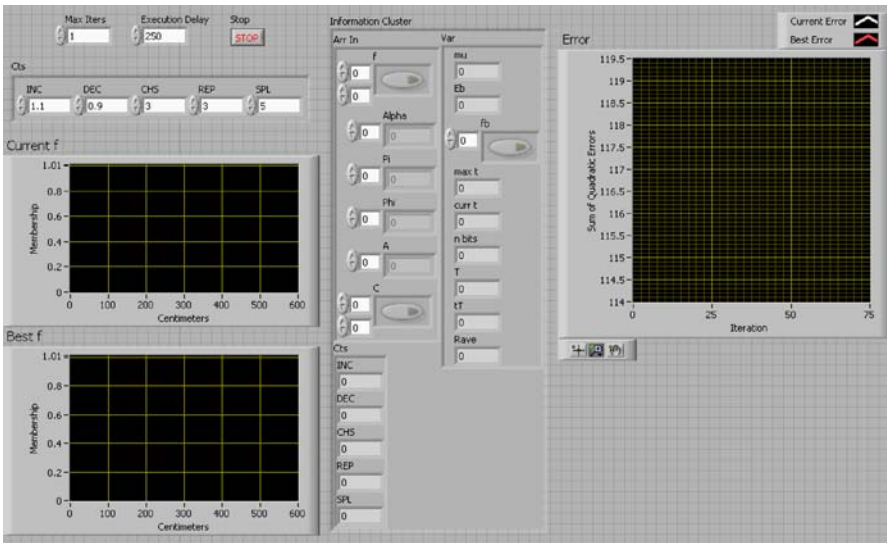 Max Iters
1
Execution Delay
250
Stop
STOP
Cts
INC
DEC
CHS
REP
SPL
1.1
0.9
3
3
5
Current f
Membership
1.01
0.8
0.6
0.4
0.2
0
0 100 200 300 400 500 600
Centimeters
Best f
Membership
1.01
0.8
0.6
0.4
0.2
0
0 100 200 300 400 500 600
Centimeters
Information Cluster
Arr In
f
0
0
Alpha
0
0
Pi
0
0
Phi
0
0
A
0
0
C
0
0
Cts
INC
0
DEC
0
CHS
0
REP
0
SPL
0
Var
mu
0
Eb
0
fb
0
max t
0
curr t
0
n bits
0
T
0
tT
0
Rave
0
Error
Current Error
Best Error
Sum of Quadratic Errors
119.5
119
118.5
118
117.5
117
116.5
116
115.5
115
114.5
114
0 25 50 75
Iteration